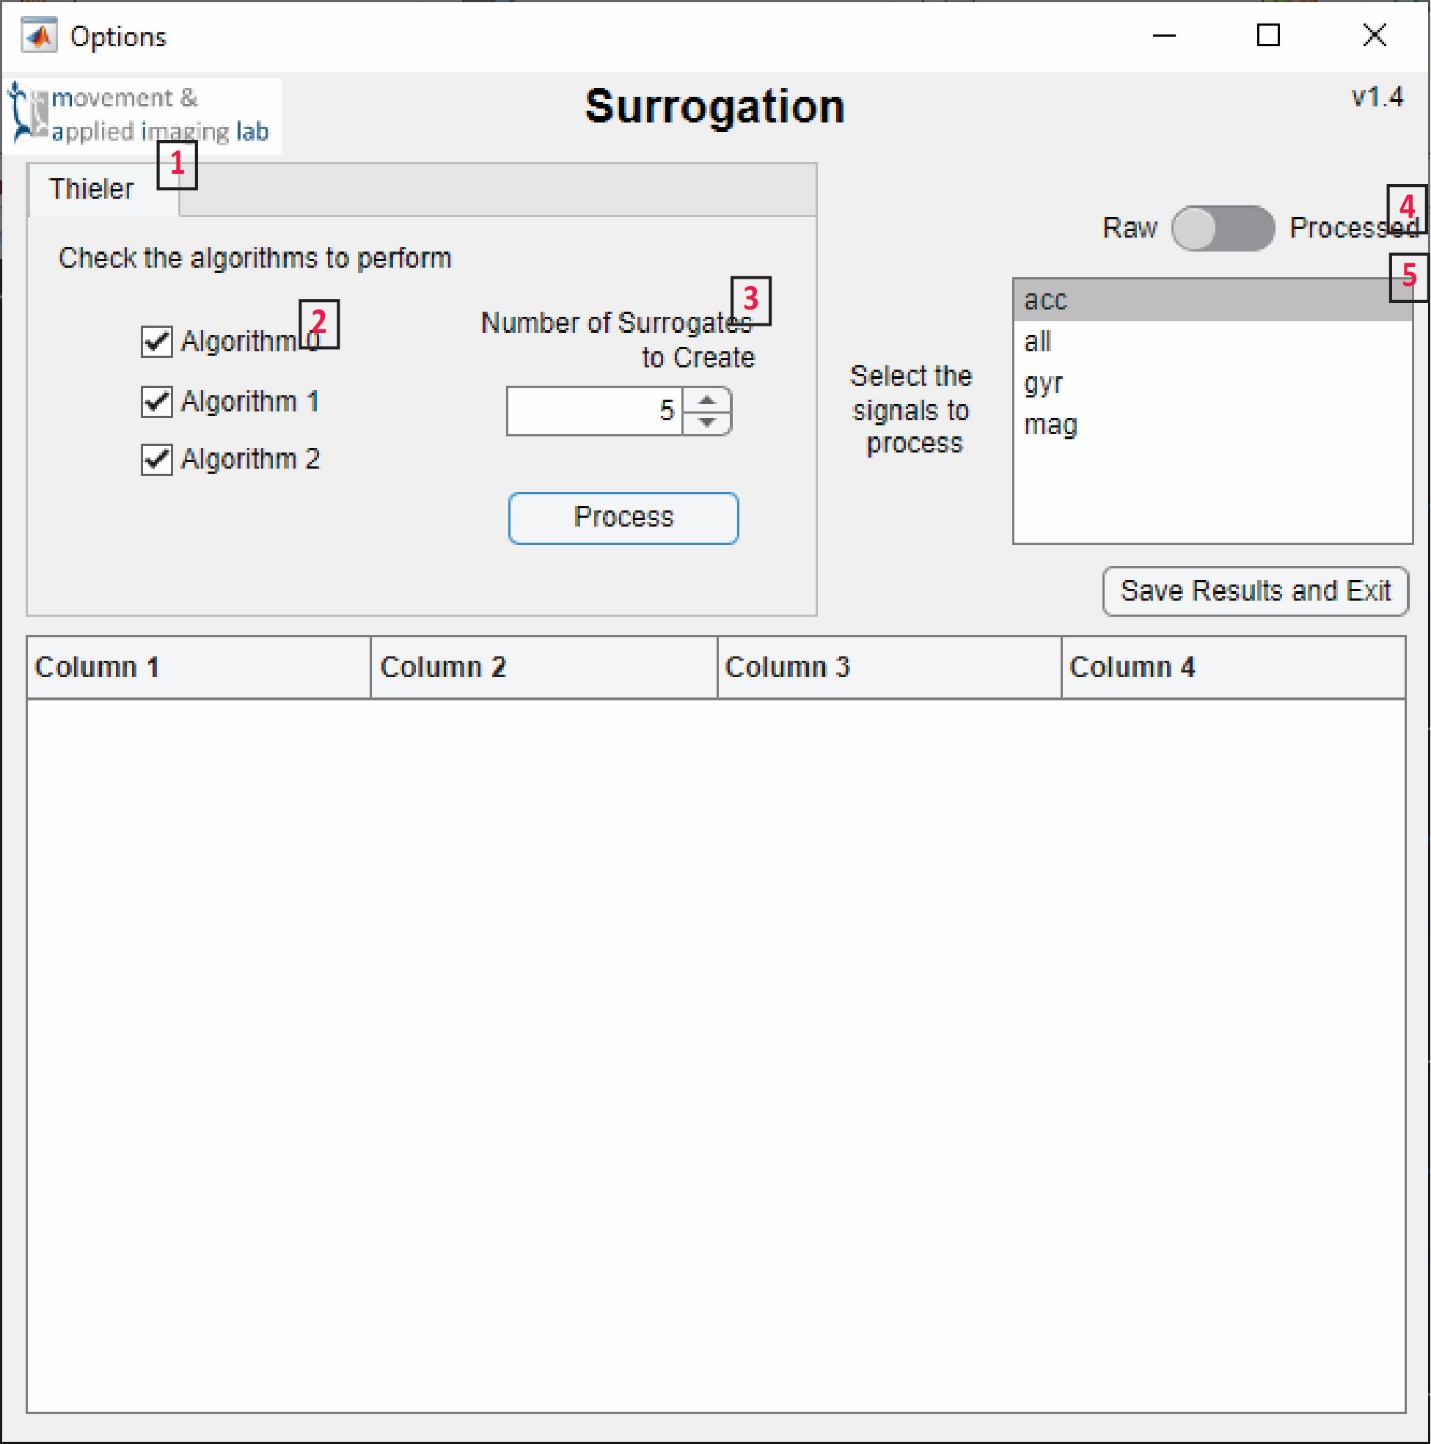 Options
movement &
applied imaging lab
Surrogation
v1.4
1
Thieler
4
Raw
Processed
Check the algorithms to perform
5
2
3
Algorithm 0
Algorithm 1
Algorithm 2
Number of Surrogates
to Create
5
Process
Select the
signals to
process
acc
all
gyr
mag
Save Results and Exit
Column 1
Column 2
Column 3
Column 4